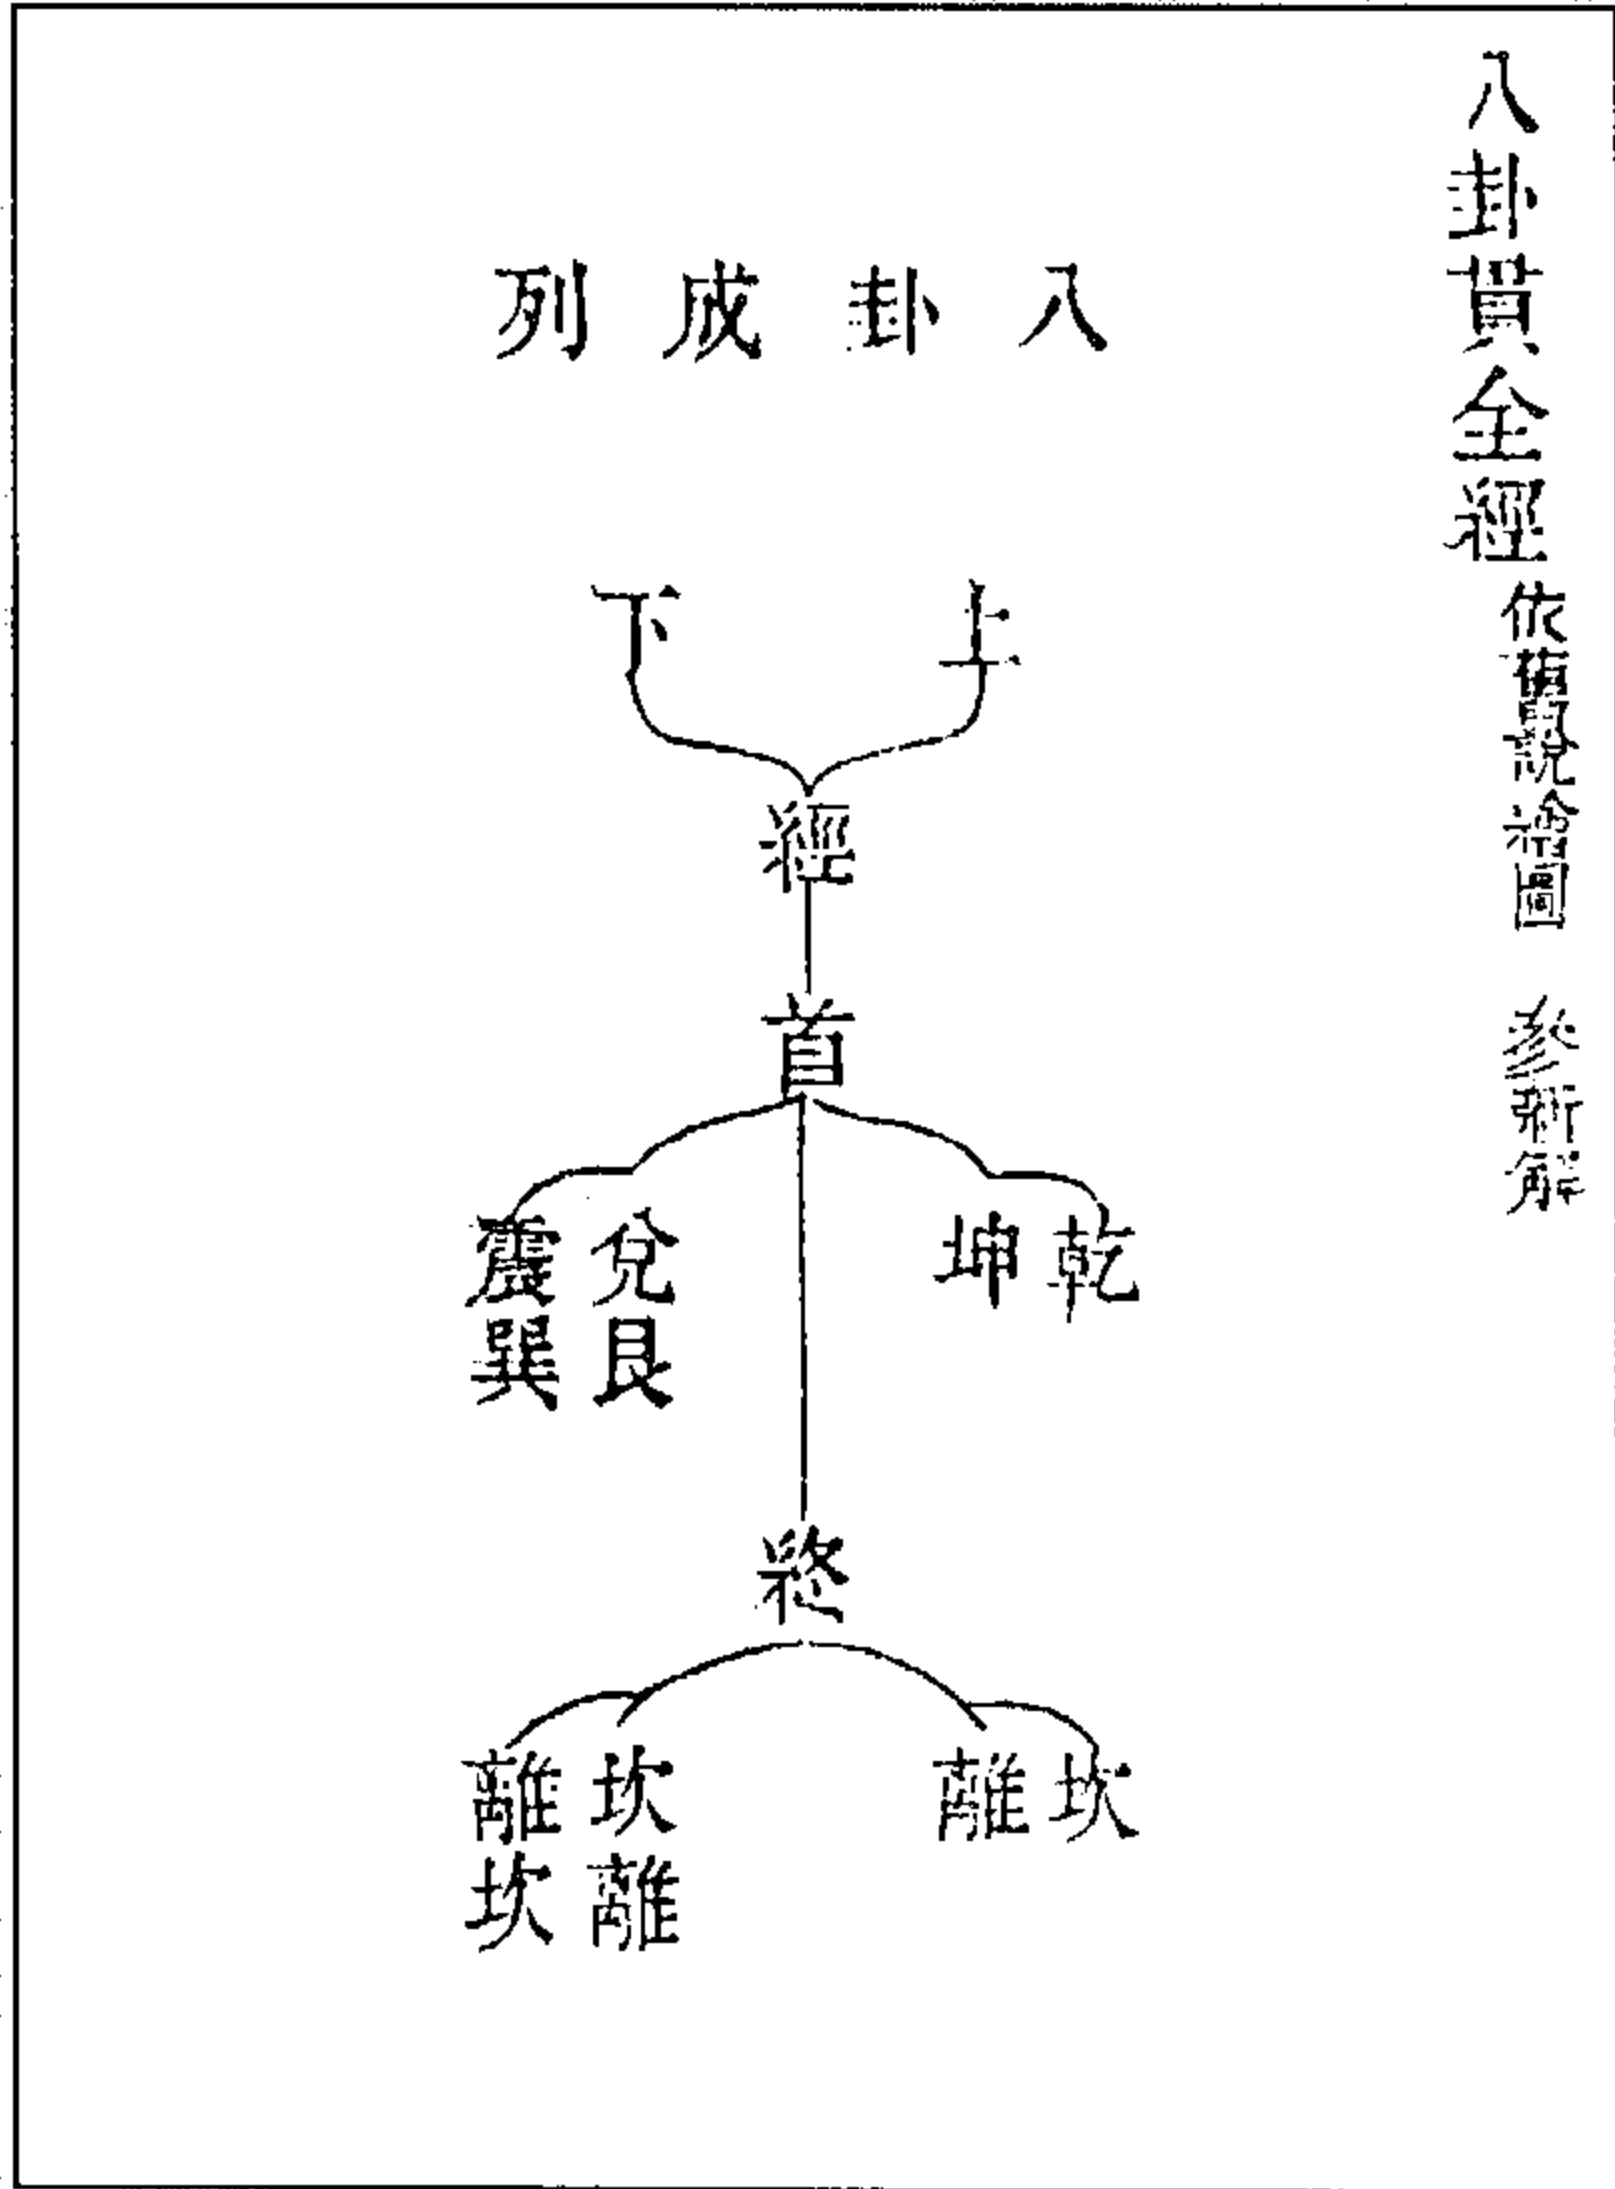 八卦貫全經 依舊說繪圖 參新解
八卦成列
上 下
經
首
乾 坤
兌艮
震巽
終
坎 離
坎離
離坎